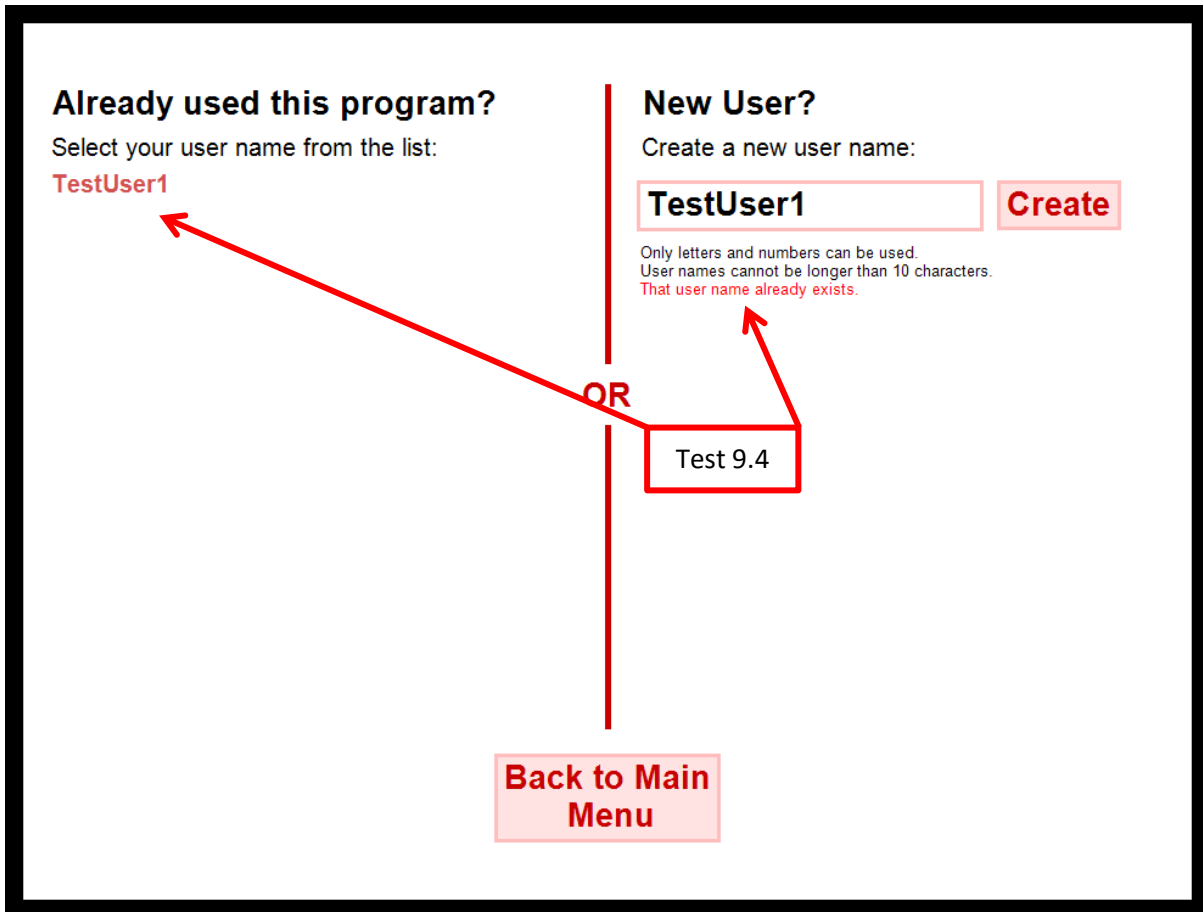 Already used this program?
Select your user name from the list:
TestUser1
New User?
Create a new user name:
TestUser1
Create
Only letters and numbers can be used.
User names cannot be longer than 10 characters.
That user name already exists.
OR
Test 9.4
Back to Main
Menu